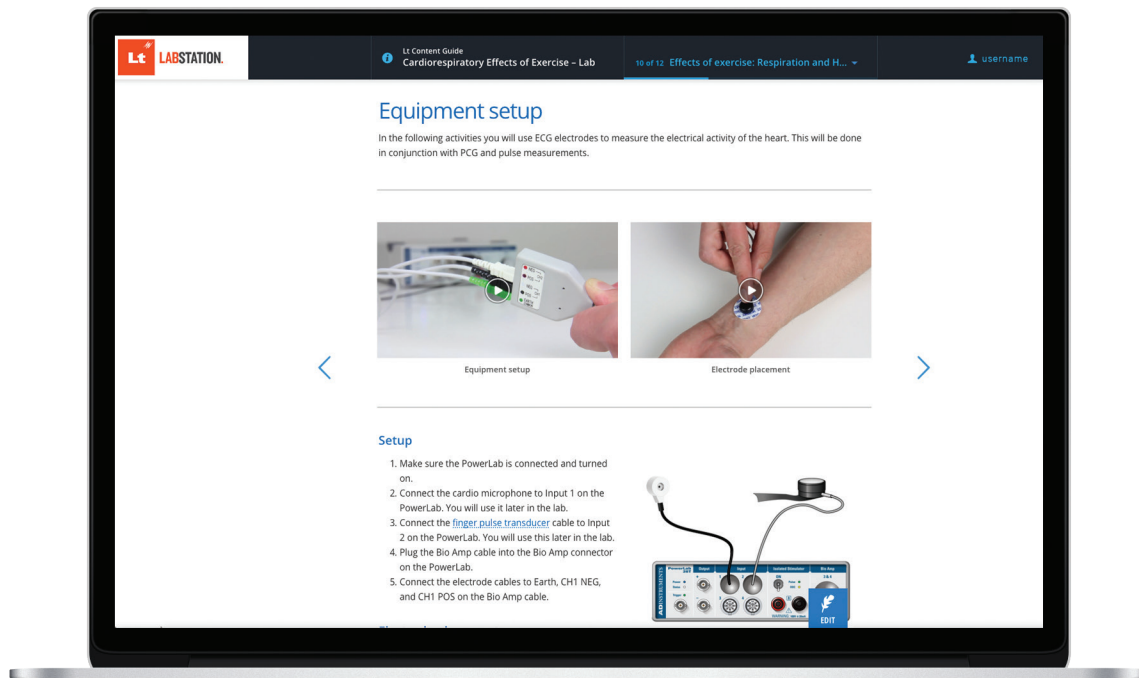 Lt LABSTATION.
Lt Content Guide
Cardiorespiratory Effects of Exercise – Lab
10 of 12 Effects of exercise: Respiration and H...
username
Equipment setup
In the following activities you will use ECG electrodes to measure the electrical activity of the heart. This will be done
in conjunction with PCG and pulse measurements.
Equipment setup
Electrode placement
Setup
1. Make sure the PowerLab is connected and turned
on.
2. Connect the cardio microphone to Input 1 on the
PowerLab. You will use it later in the lab.
3. Connect the finger pulse transducer cable to Input
2 on the PowerLab. You will use this later in the lab.
4. Plug the Bio Amp cable into the Bio Amp connector
on the PowerLab.
5. Connect the electrode cables to Earth, CH1 NEG,
and CH1 POS on the Bio Amp cable.
PowerLab
Output
Input
Isolated Stimulator
Bio Amp
ADINSTRUMENTS
Trigger
3 & 4
EDIT